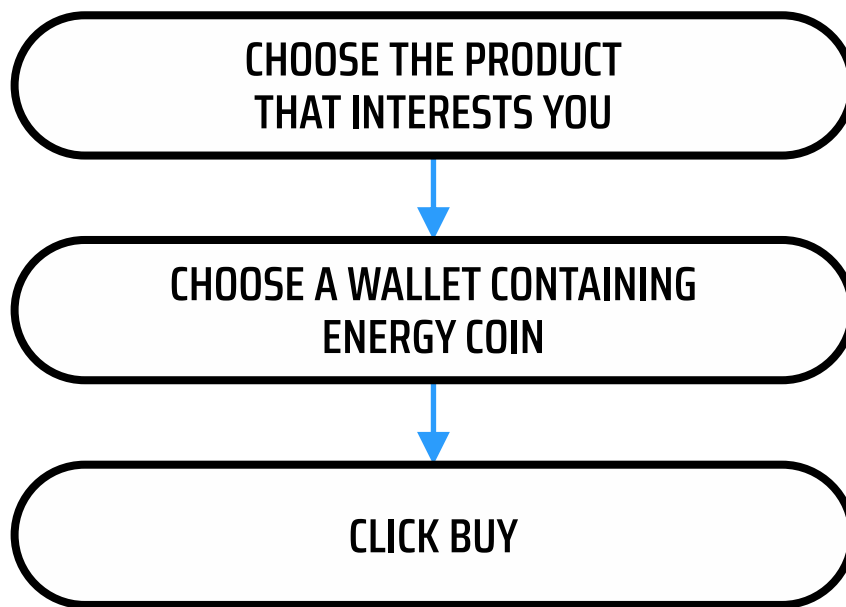 CHOOSE THE PRODUCT
THAT INTERESTS YOU
CHOOSE A WALLET CONTAINING
ENERGY COIN
CLICK BUY